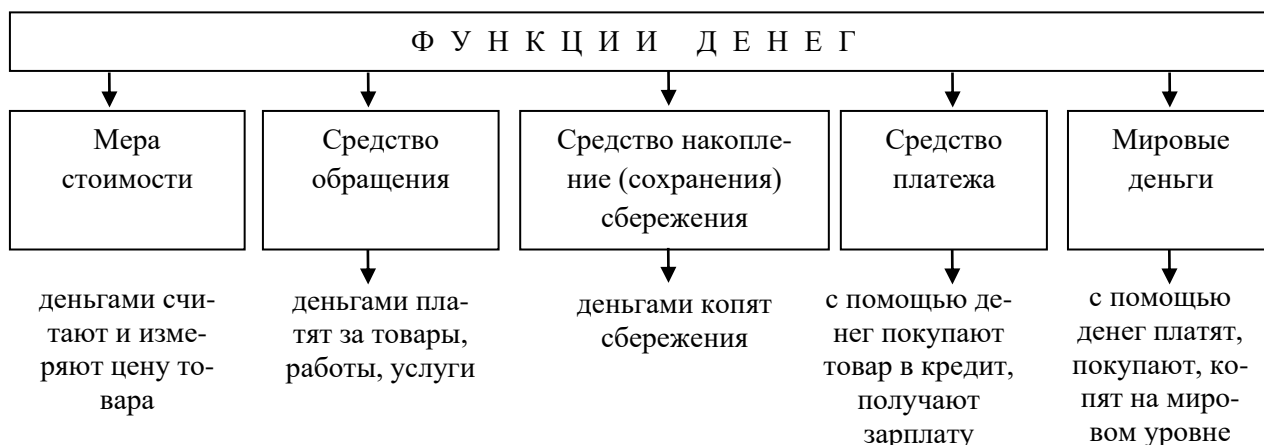 Ф У Н К Ц И И Д Е Н Е Г
Мера
стоимости
Средство
обращения
Средство накопле-
ние (сохранения)
сбережения
Средство
платежа
Мировые
деньги
деньгами счи-
тают и изме-
ряют цену то-
вара
деньгами пла-
тят за товары,
работы, услуги
деньгами копят
сбережения
с помощью де-
нег покупают
товар в кредит,
получают
зарплату
с помощью
денег платят,
покупают, ко-
пят на миро-
вом уровне